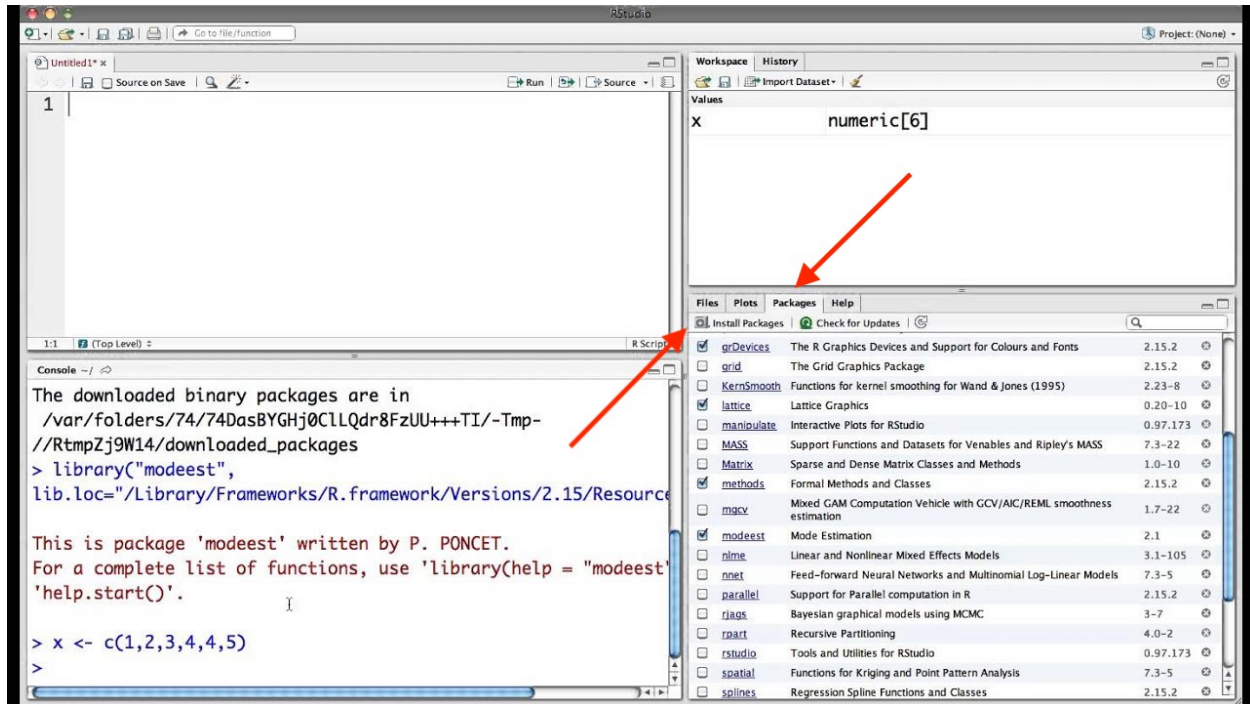 RStudio
Go to file/function
Project: (None)
Untitled1*
Source on Save
Run
Source
1
1:1
(Top Level)
R Script
Console ~/
The downloaded binary packages are in
/var/folders/74/74DasBYGHj0ClLQdr8FzUU+++TI/-Tmp-
//RtmpZj9W14/downloaded_packages
> library("modeest",
lib.loc="/Library/Frameworks/R.framework/Versions/2.15/Resource
This is package 'modeest' written by P. PONCET.
For a complete list of functions, use 'library(help = "modeest"
'help.start()'.
> x <- c(1,2,3,4,4,5)
>
Workspace History
Import Dataset
Values
x numeric[6]
Files Plots Packages Help
Install Packages Check for Updates
grDevices The R Graphics Devices and Support for Colours and Fonts 2.15.2
grid The Grid Graphics Package 2.15.2
KernSmooth Functions for kernel smoothing for Wand & Jones (1995) 2.23-8
lattice Lattice Graphics 0.20-10
manipulate Interactive Plots for RStudio 0.97.173
MASS Support Functions and Datasets for Venables and Ripley's MASS 7.3-22
Matrix Sparse and Dense Matrix Classes and Methods 1.0-10
methods Formal Methods and Classes 2.15.2
mgcv Mixed GAM Computation Vehicle with GCV/AIC/REML smoothness
estimation 1.7-22
modeest Mode Estimation 2.1
nlme Linear and Nonlinear Mixed Effects Models 3.1-105
nnet Feed-forward Neural Networks and Multinomial Log-Linear Models 7.3-5
parallel Support for Parallel computation in R 2.15.2
rjags Bayesian graphical models using MCMC 3-7
rpart Recursive Partitioning 4.0-2
rstudio Tools and Utilities for RStudio 0.97.173
spatial Functions for Kriging and Point Pattern Analysis 7.3-5
splines Regression Spline Functions and Classes 2.15.2